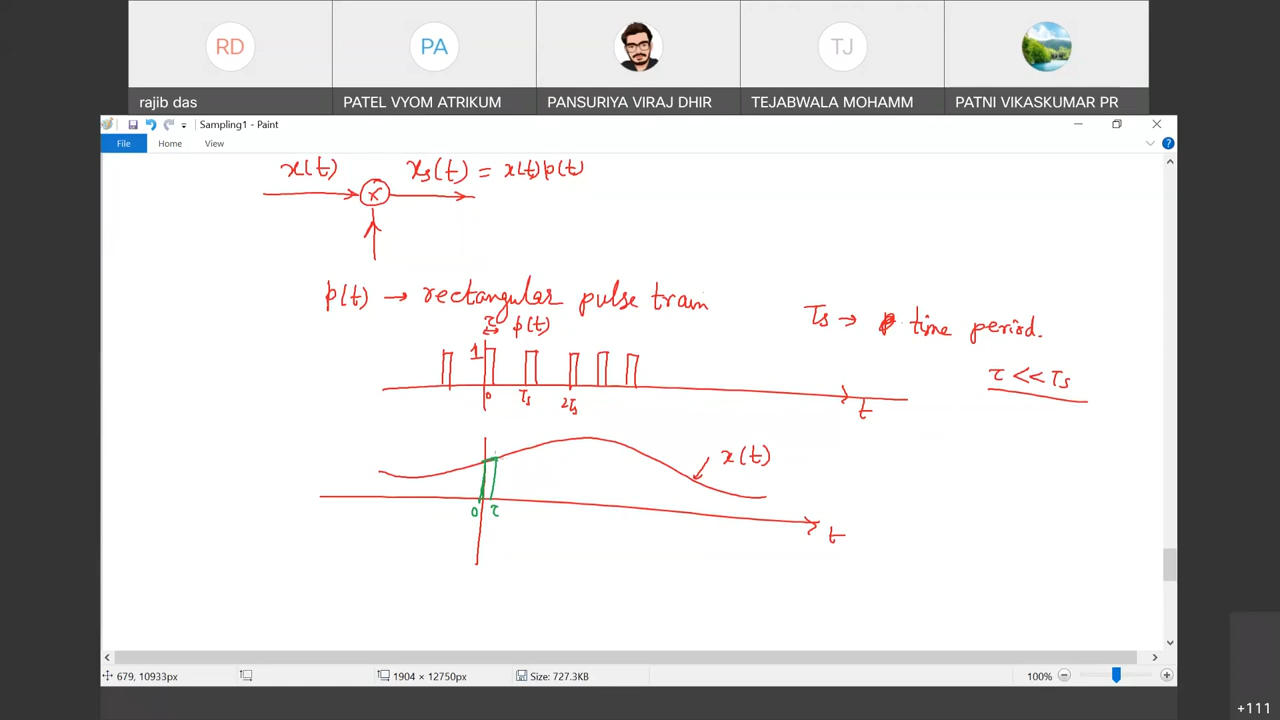 RD
PA
TJ
rajib das
PATEL VYOM ATRIKUM
PANSURIYA VIRAJ DHIR
TEJABWALA MOHAMM
PATNI VIKASKUMAR PR
Sampling1 - Paint
File Home View
x(t)
xs(t) = x(t)p(t)
x
p(t) → rectangular pulse train
Ts → time period.
τ p(t)
1
τ << Ts
0 Ts 2Ts
t
x(t)
0 τ
t
679, 10933px
1904 × 12750px
Size: 727.3KB
100%
+111